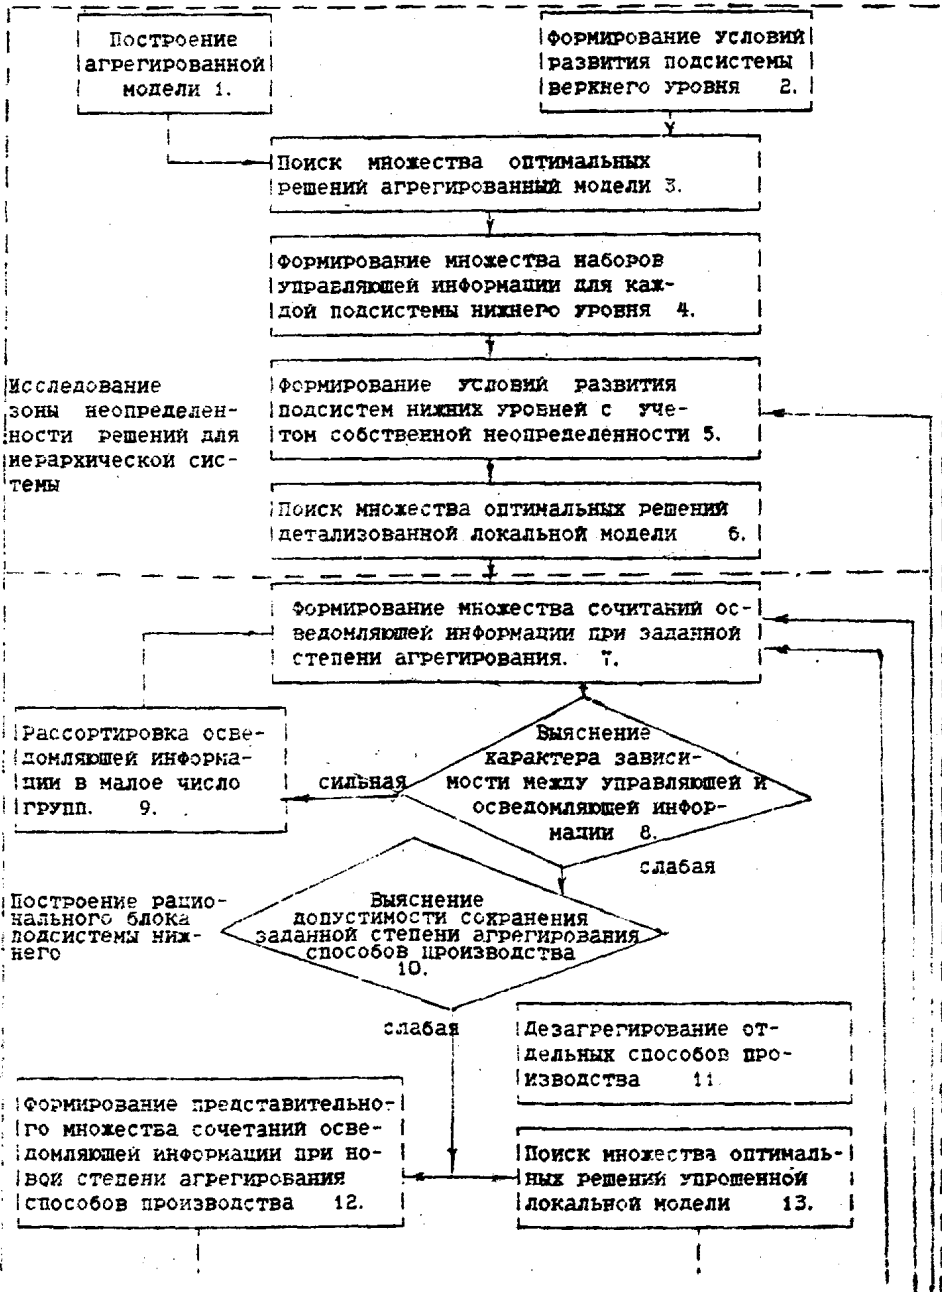 Построение
агрегированной
модели 1.
Формирование условий
развития подсистемы
верхнего уровня 2.
Поиск множества оптимальных
решений агрегированный модели 3.
Формирование множества наборов
управляющей информации для каж-
дой подсистемы нижнего уровня 4.
Исследование
зоны неопределен-
ности решений для
иерархической сис-
темы
Формирование условий развития
подсистем нижних уровней с уче-
том собственной неопределенности 5.
Поиск множества оптимальных решений
детализованной локальной модели 6.
Формирование множества сочитаний ос-
ведомляющей информации при заданной
степени агрегирования. 7.
Рассортировка осве-
домляющей информа-
ции в малое число
групп. 9.
сильная
Выяснение
характера зависи-
мости между управляющей и
осведомляющей инфор-
мации 8.
слабая
Построение рацио-
нального блока
подсистемы ниж-
него
Выяснение
допустимости сохранения
заданной степени агрегирования
способов производства
10.
слабая
Дезагрегирование от-
дельных способов про-
изводства 11
Формирование представительно-
го множества сочетаний осве-
домляющей информации при но-
вой степени агрегирования
способов производства 12.
Поиск множества оптималь-
ных решений упрошенной
локальной модели 13.